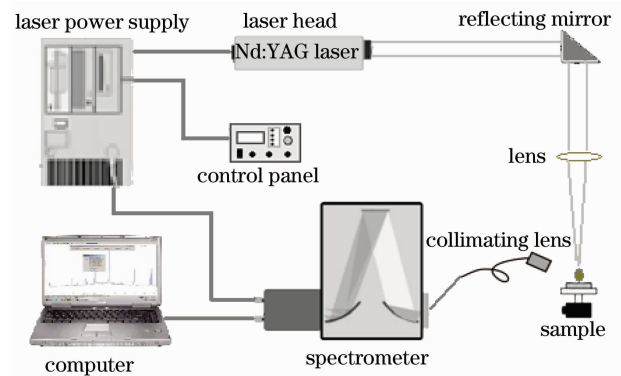 laser power supply
laser head
reflecting mirror
Nd:YAG laser
lens
control panel
collimating lens
sample
spectrometer
computer